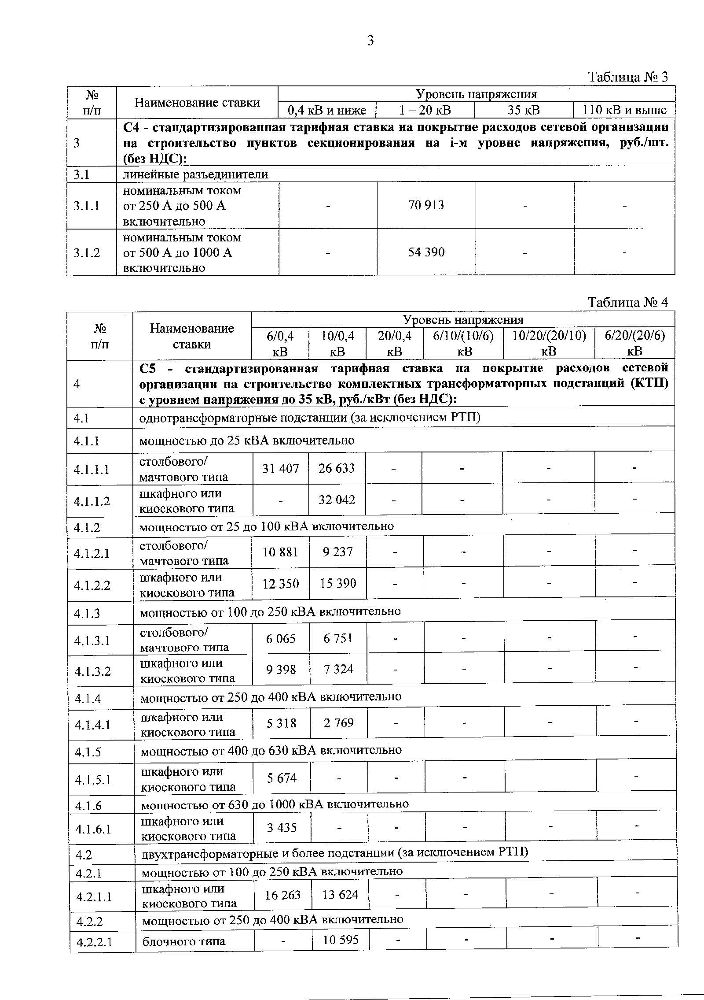 3
Таблица № 3
№ п/п
Наименование ставки
Уровень напряжения
0,4 кВ и ниже
1 – 20 кВ
35 кВ
110 кВ и выше
3
С4 - стандартизированная тарифная ставка на покрытие расходов сетевой организации
на строительство пунктов секционирования на i-м уровне напряжения, руб./шт.
(без НДС):
3.1
линейные разъединители
3.1.1
номинальным током
от 250 А до 500 А
включительно
-
70 913
-
-
3.1.2
номинальным током
от 500 А до 1000 А
включительно
-
54 390
-
-
Таблица № 4
№ п/п
Наименование
ставки
Уровень напряжения
6/0,4 кВ
10/0,4 кВ
20/0,4 кВ
6/10/(10/6) кВ
10/20/(20/10) кВ
6/20/(20/6) кВ
4
С5 - стандартизированная тарифная ставка на покрытие расходов сетевой
организации на строительство комплектных трансформаторных подстанций (КТП)
с уровнем напряжения до 35 кВ, руб./кВт (без НДС):
4.1
однотрансформаторные подстанции (за исключением РТП)
4.1.1
мощностью до 25 кВА включительно
4.1.1.1
столбового/
мачтового типа
31 407
26 633
-
-
-
-
4.1.1.2
шкафного или
киоскового типа
-
32 042
-
-
-
-
4.1.2
мощностью от 25 до 100 кВА включительно
4.1.2.1
столбового/
мачтового типа
10 881
9 237
-
-
-
-
4.1.2.2
шкафного или
киоскового типа
12 350
15 390
-
-
-
-
4.1.3
мощностью от 100 до 250 кВА включительно
4.1.3.1
столбового/
мачтового типа
6 065
6 751
-
-
-
-
4.1.3.2
шкафного или
киоскового типа
9 398
7 324
-
-
-
-
4.1.4
мощностью от 250 до 400 кВА включительно
4.1.4.1
шкафного или
киоскового типа
5 318
2 769
-
-
-
-
4.1.5
мощностью от 400 до 630 кВА включительно
4.1.5.1
шкафного или
киоскового типа
5 674
-
-
-
-
4.1.6
мощностью от 630 до 1000 кВА включительно
4.1.6.1
шкафного или
киоскового типа
3 435
-
-
-
-
-
4.2
двухтрансформаторные и более подстанции (за исключением РТП)
4.2.1
мощностью от 100 до 250 кВА включительно
4.2.1.1
шкафного или
киоскового типа
16 263
13 624
-
-
-
-
4.2.2
мощностью от 250 до 400 кВА включительно
4.2.2.1
блочного типа
-
10 595
-
-
-
-